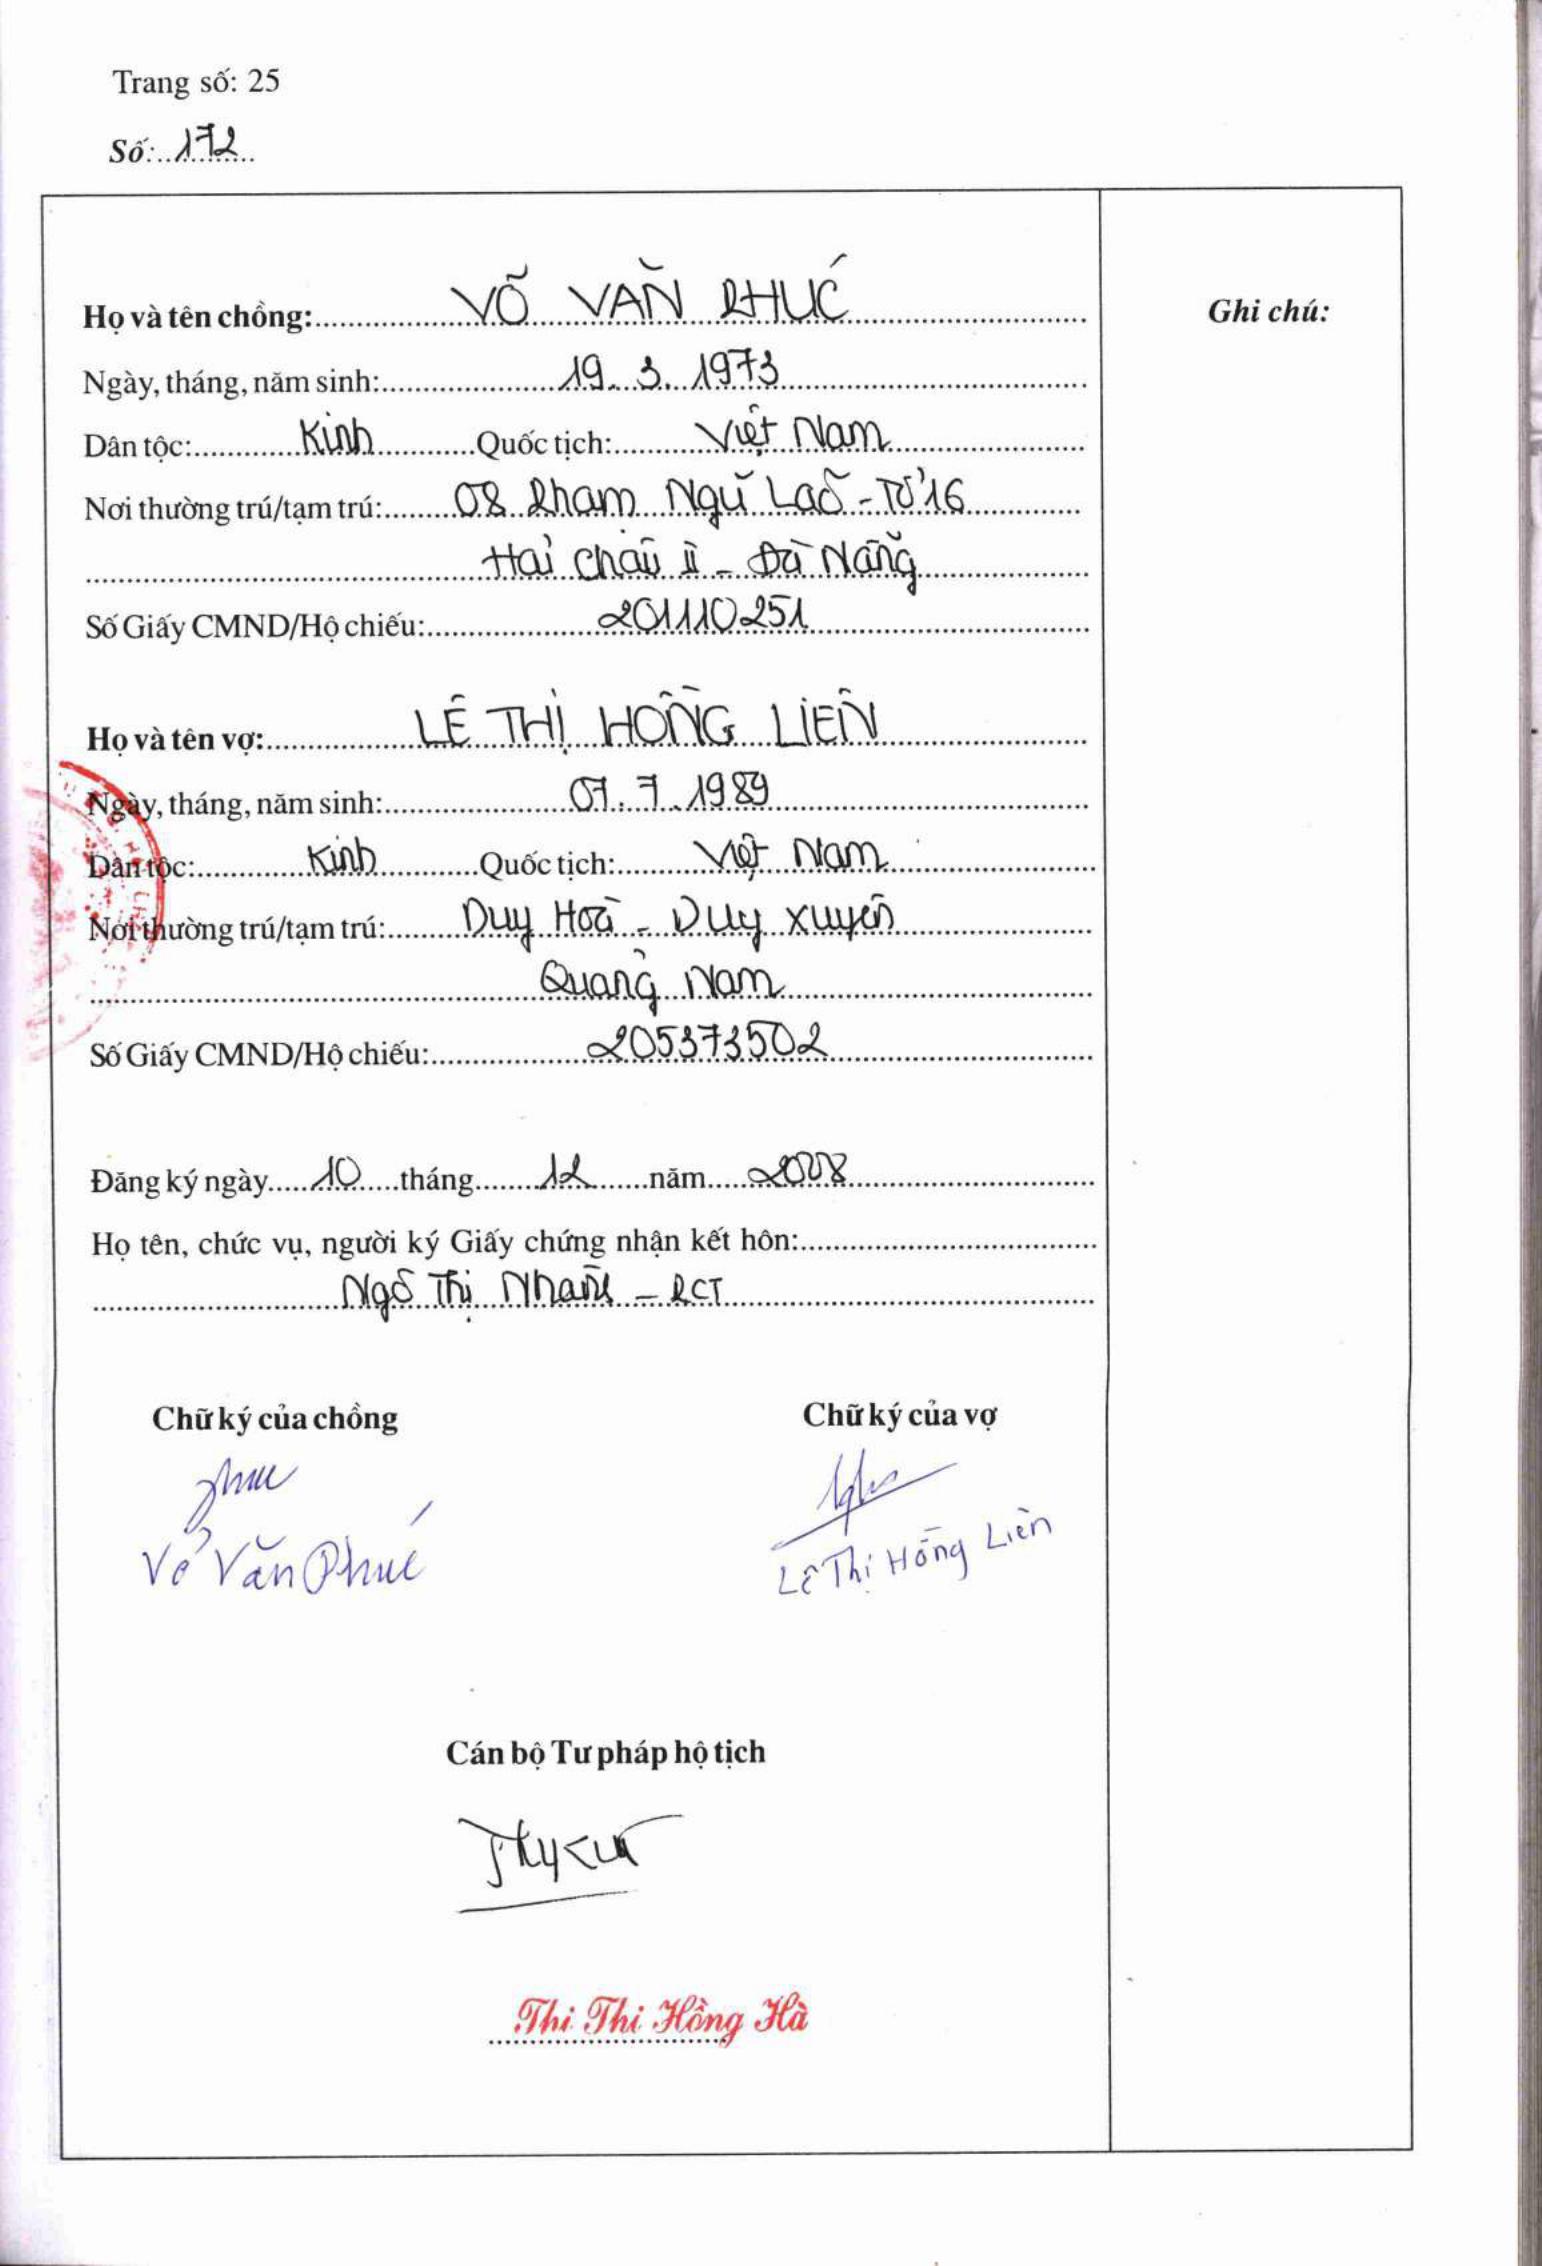 Trang số: 25
Số: 172
Họ và tên chồng: VÕ VĂN PHÚC
Ghi chú:
Ngày, tháng, năm sinh: 19.3.1973
Dân tộc: Kinh Quốc tịch: Việt Nam
Nơi thường trú/tạm trú: 08 Phạm Ngũ Lão - Tổ 16
Hải Châu II - Đà Nẵng
Số Giấy CMND/Hộ chiếu: 201110251
Họ và tên vợ: LÊ THỊ HỒNG LIÊN
Ngày, tháng, năm sinh: 07.7.1989
Dân tộc: Kinh Quốc tịch: Việt Nam
Nơi thường trú/tạm trú: Duy Hoà - Duy Xuyên
Quảng Nam
Số Giấy CMND/Hộ chiếu: 205373502
Đăng ký ngày 10 tháng 12 năm 2008
Họ tên, chức vụ, người ký Giấy chứng nhận kết hôn:
Ngô Thị Nhanh - PCT
Chữ ký của chồng Chữ ký của vợ
Phuc
Võ Văn Phúc Lê Thị Hồng Liên
Cán bộ Tư pháp hộ tịch
Thi Thi Hồng Hà